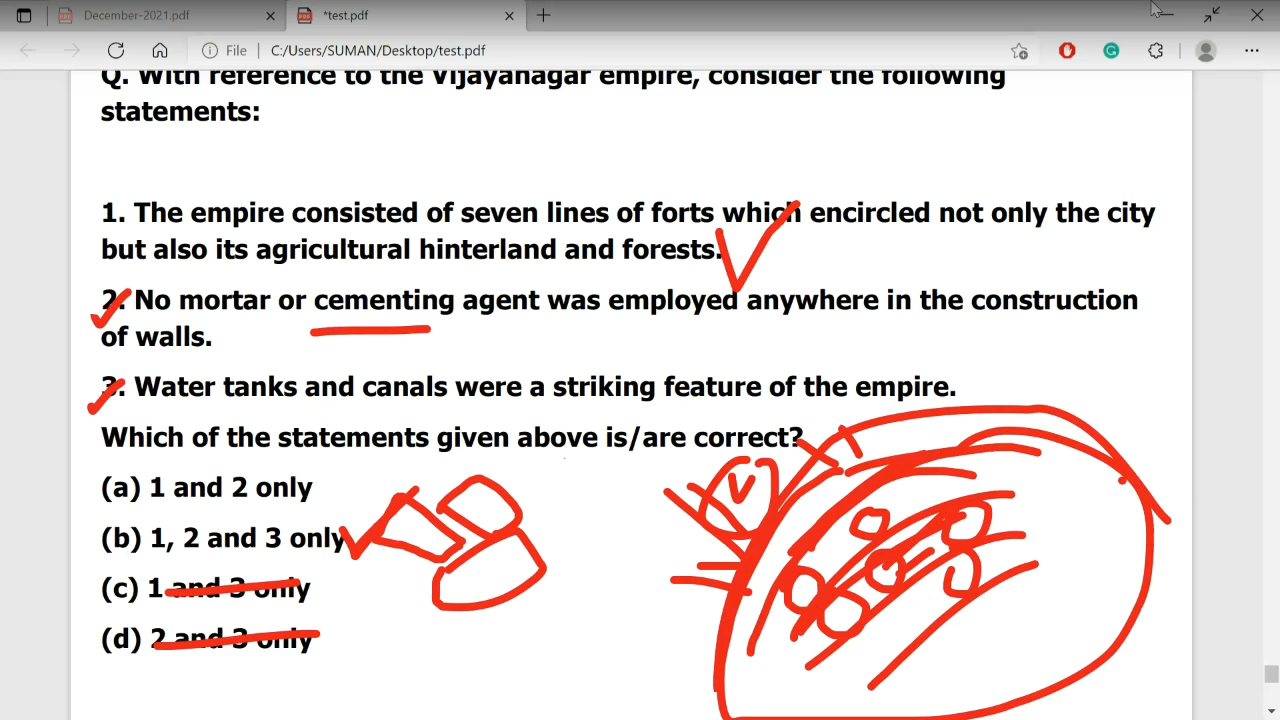 December-2021.pdf
*test.pdf
File
C:/Users/SUMAN/Desktop/test.pdf
Q. With reference to the Vijayanagar empire, consider the following
statements:
1. The empire consisted of seven lines of forts which encircled not only the city
but also its agricultural hinterland and forests.
2. No mortar or cementing agent was employed anywhere in the construction
of walls.
3. Water tanks and canals were a striking feature of the empire.
Which of the statements given above is/are correct?
(a) 1 and 2 only
(b) 1, 2 and 3 only
(c) 1 and 3 only
(d) 2 and 3 only
V